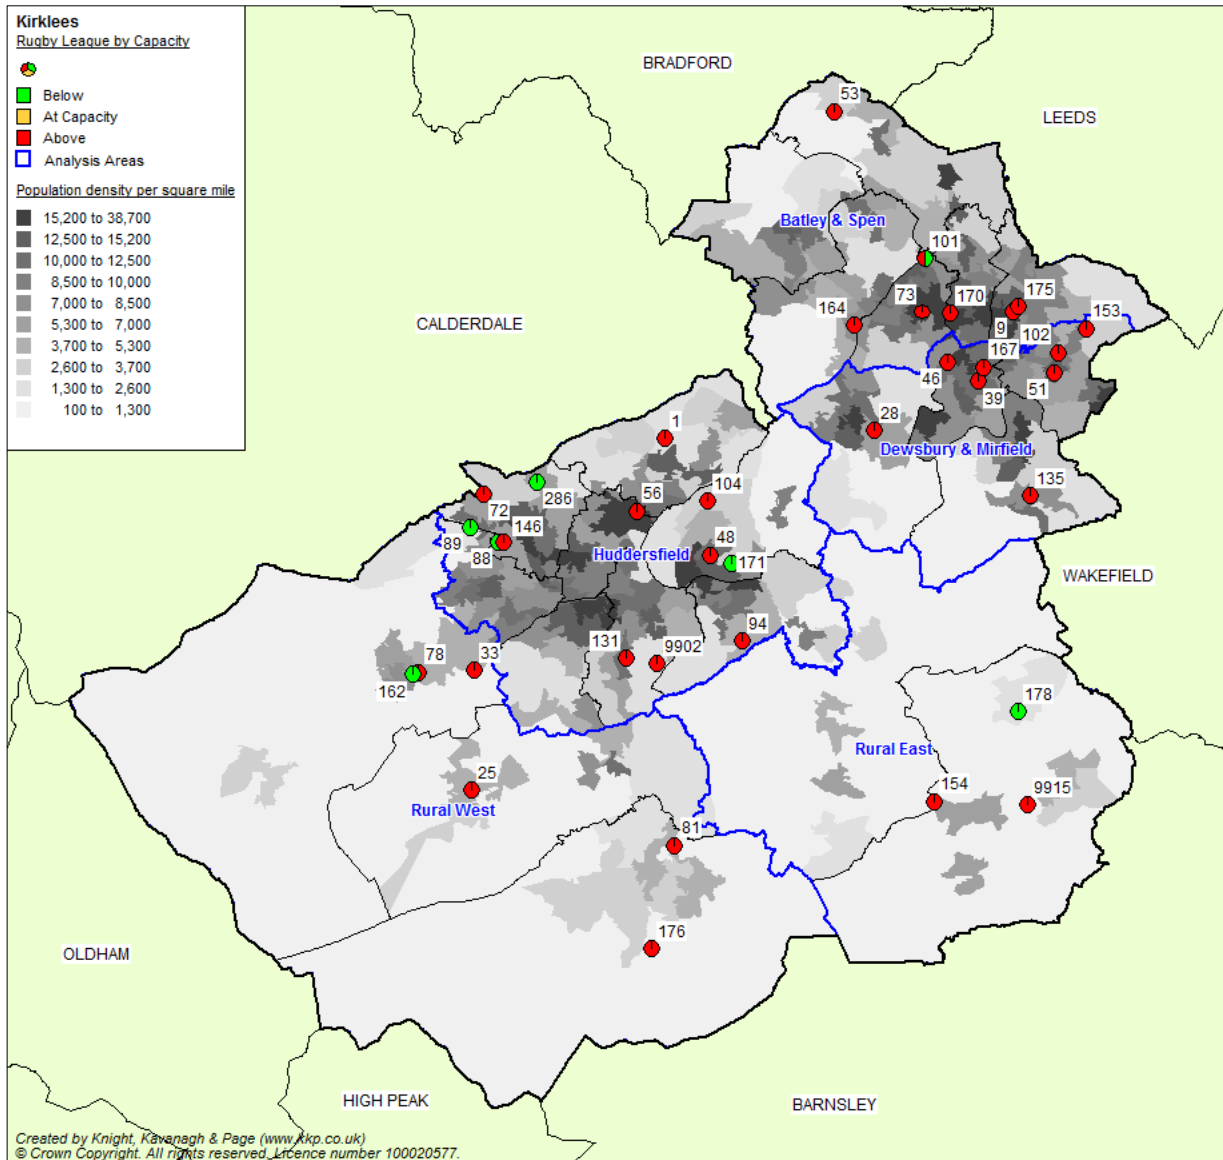 Kirklees
Rugby League by Capacity
Below
At Capacity
Above
Analysis Areas
Population density per square mile
15,200 to 38,700
12,500 to 15,200
10,000 to 12,500
8,500 to 10,000
7,000 to 8,500
5,300 to 7,000
3,700 to 5,300
2,600 to 3,700
1,300 to 2,600
100 to 1,300
BRADFORD
LEEDS
CALDERDALE
WAKEFIELD
OLDHAM
HIGH PEAK
BARNSLEY
53
Batley & Spen
101
73
170
175
164
9
153
102
167
46
39
51
28
Dewsbury & Mirfield
135
1
286
72
56
104
146
89
88
48
Huddersfield
171
94
131
9902
78
33
162
178
Rural East
25
Rural West
154
9915
81
176
Created by Knight, Kavanagh & Page (www.kkp.co.uk)
© Crown Copyright. All rights reserved. Licence number 100020577.